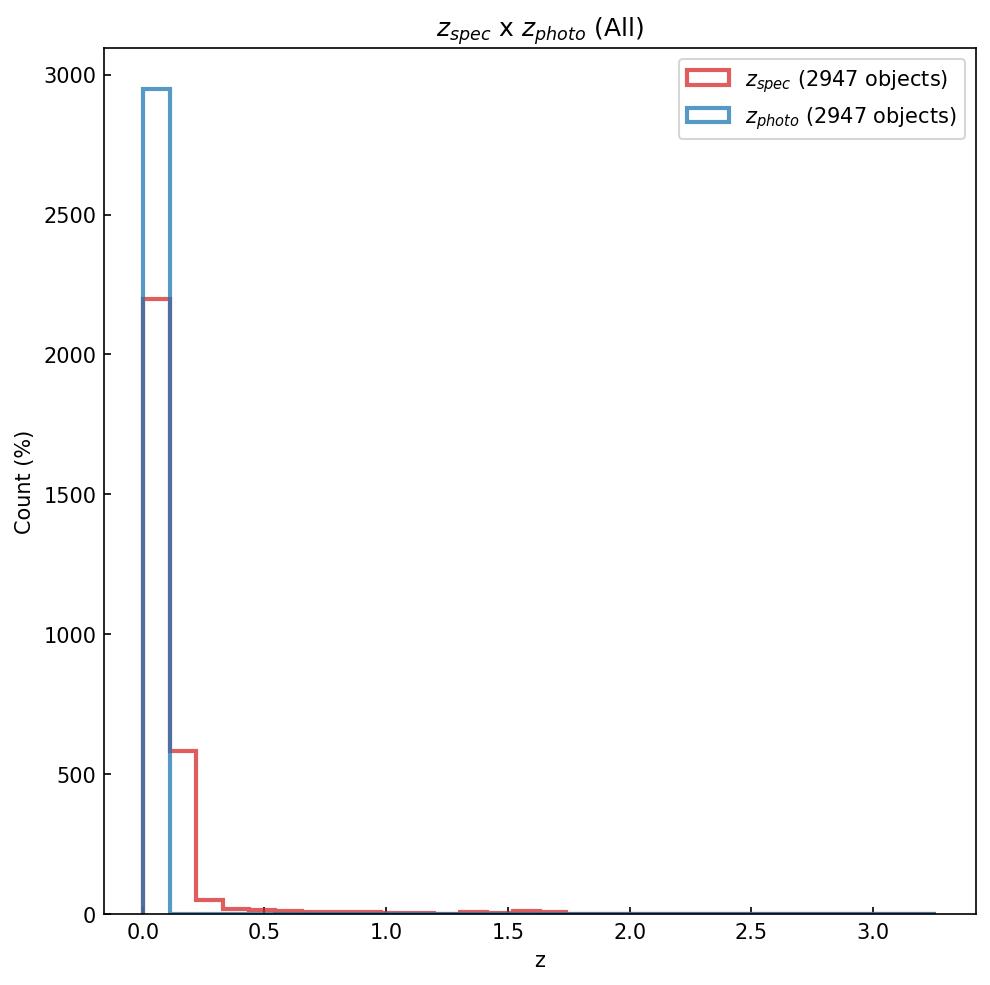 z_spec x z_photo (All)
z_spec (2947 objects)
z_photo (2947 objects)
Count (%)
3000
2500
2000
1500
1000
500
0
0.0 0.5 1.0 1.5 2.0 2.5 3.0
z